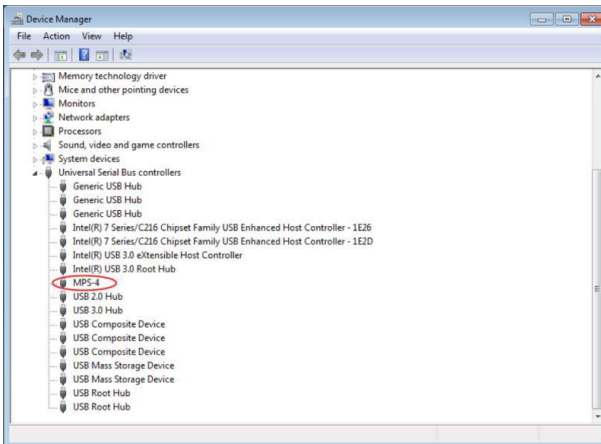 Device Manager
File Action View Help
Memory technology driver
Mice and other pointing devices
Monitors
Network adapters
Processors
Sound, video and game controllers
System devices
Universal Serial Bus controllers
Generic USB Hub
Generic USB Hub
Generic USB Hub
Intel(R) 7 Series/C216 Chipset Family USB Enhanced Host Controller - 1E26
Intel(R) 7 Series/C216 Chipset Family USB Enhanced Host Controller - 1E2D
Intel(R) USB 3.0 eXtensible Host Controller
Intel(R) USB 3.0 Root Hub
MPS-4
USB 2.0 Hub
USB 3.0 Hub
USB Composite Device
USB Composite Device
USB Composite Device
USB Mass Storage Device
USB Mass Storage Device
USB Root Hub
USB Root Hub